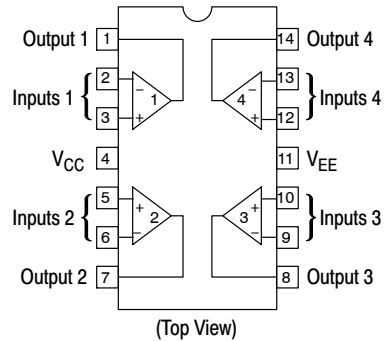 Output 1 1 14 Output 4
Inputs 1 2 − − 13 Inputs 4
1 4
3 + + 12
VCC 4 11 VEE
Inputs 2 5 + + 10 Inputs 3
2 3
6 − − 9
Output 2 7 8 Output 3
(Top View)